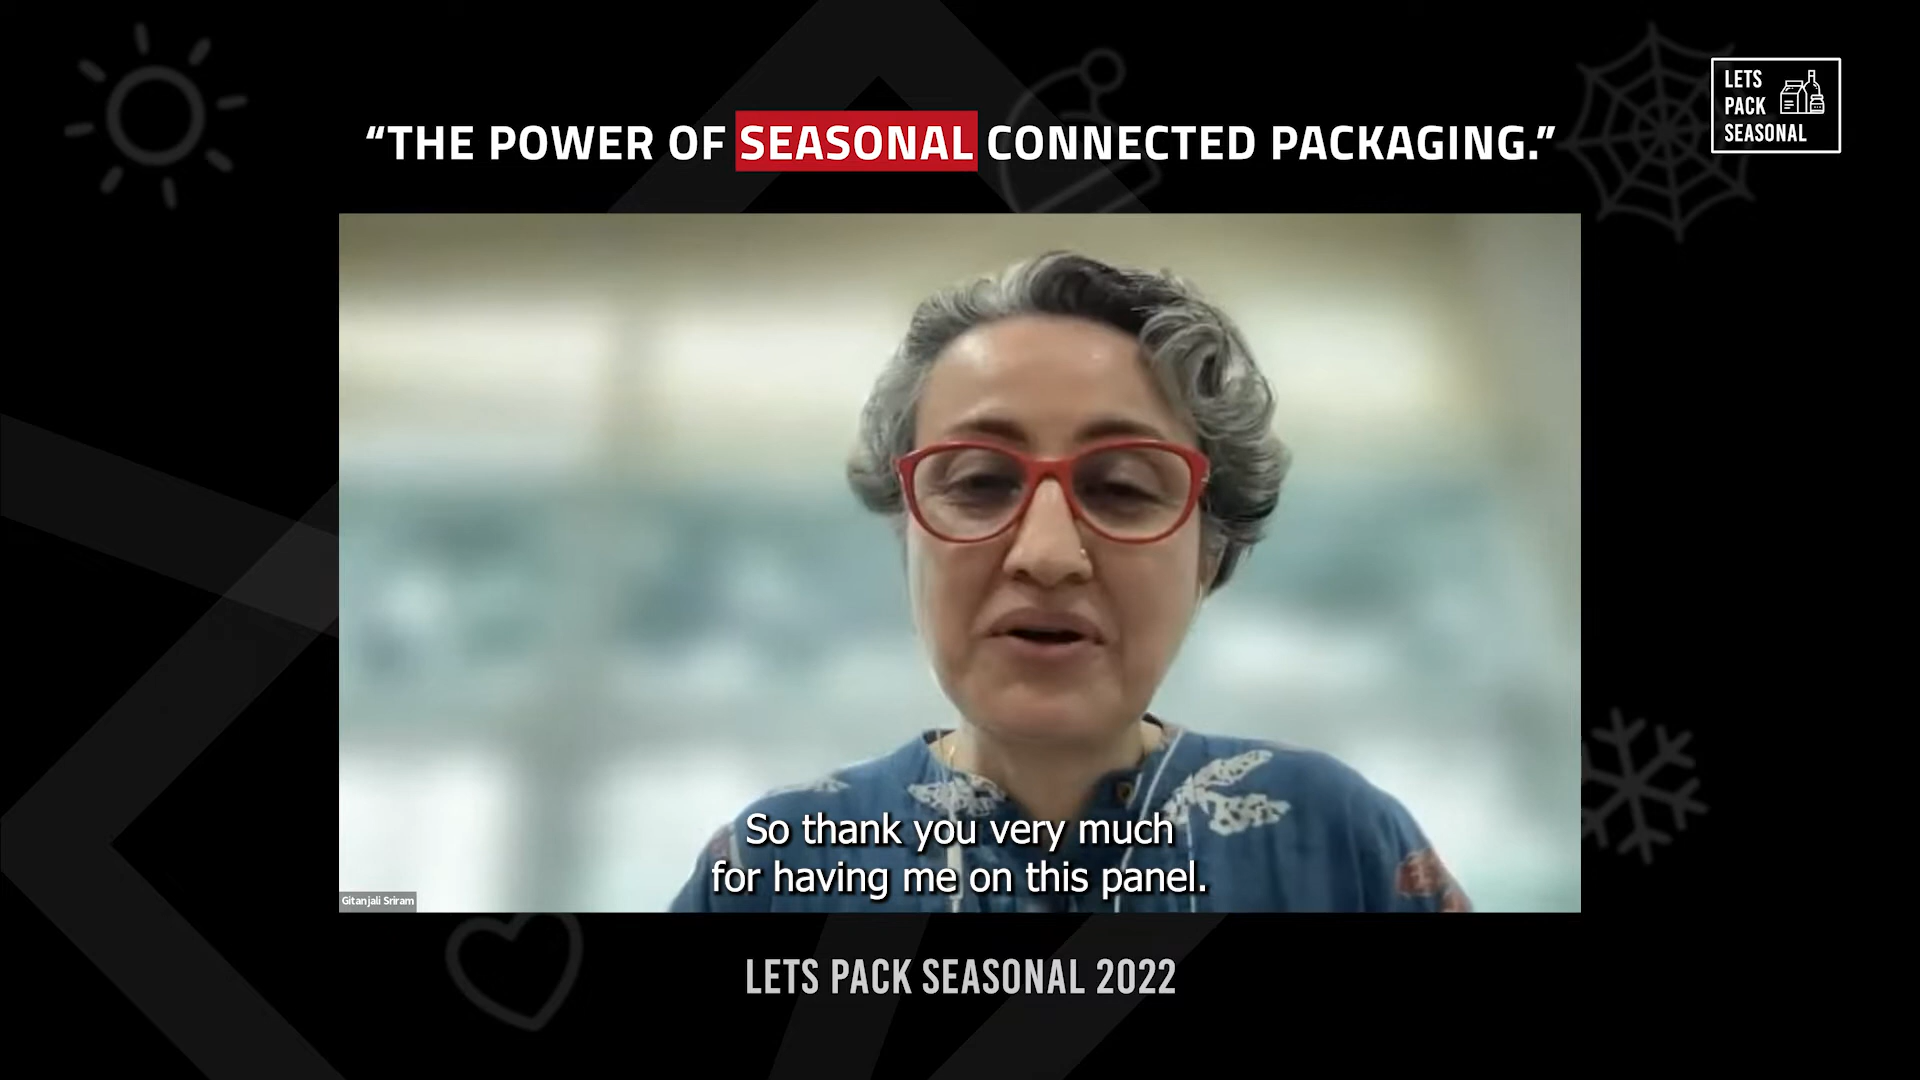 “THE POWER OF SEASONAL CONNECTED PACKAGING.”
LETS
PACK
SEASONAL
So thank you very much
for having me on this panel.
Gitanjali Sriram
LETS PACK SEASONAL 2022